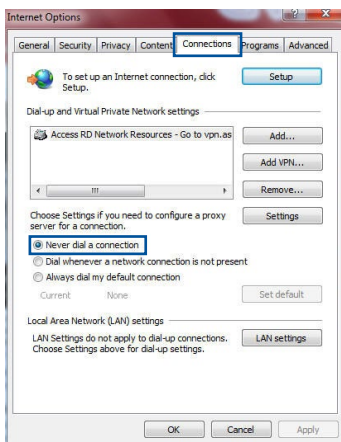 Internet Options
General Security Privacy Content Connections Programs Advanced
To set up an Internet connection, click
Setup.
Setup
Dial-up and Virtual Private Network settings
Access RD Network Resources - Go to vpn.as
Add...
Add VPN...
Remove...
Choose Settings if you need to configure a proxy
server for a connection.
Settings
Never dial a connection
Dial whenever a network connection is not present
Always dial my default connection
Current None
Set default
Local Area Network (LAN) settings
LAN Settings do not apply to dial-up connections.
Choose Settings above for dial-up settings.
LAN settings
OK Cancel Apply